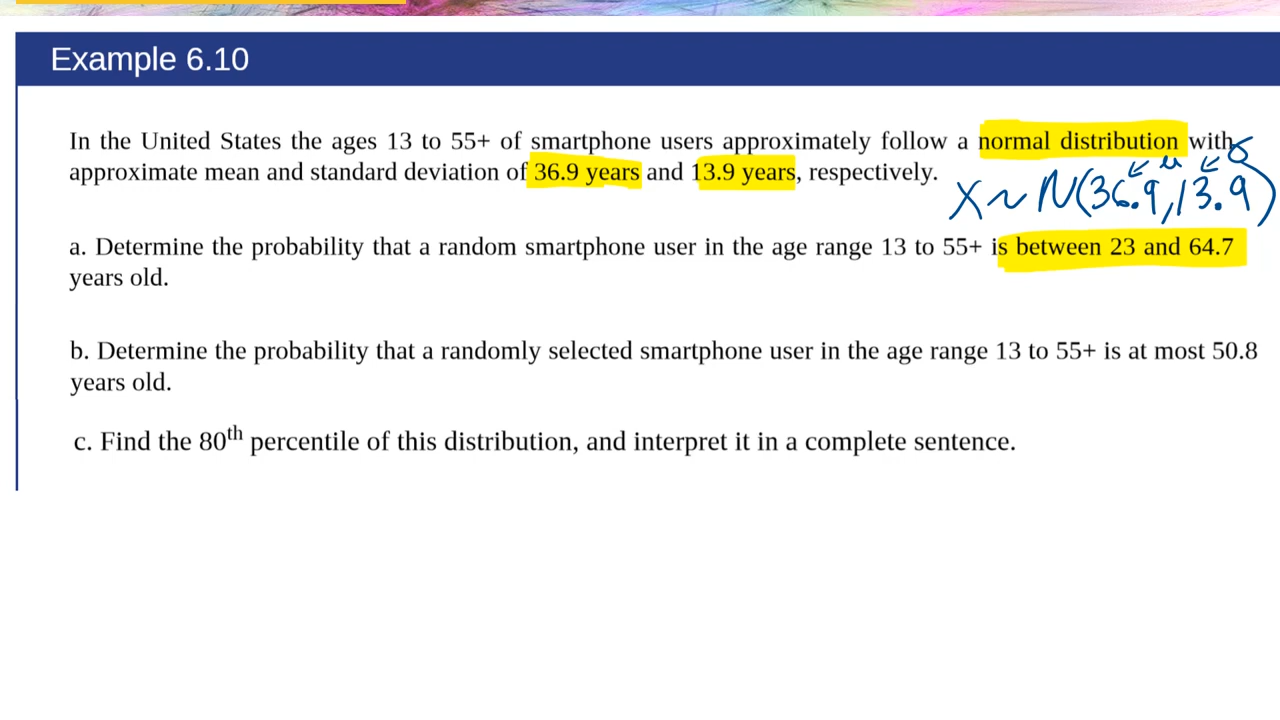 Example 6.10
In the United States the ages 13 to 55+ of smartphone users approximately follow a normal distribution with
approximate mean and standard deviation of 36.9 years and 13.9 years, respectively.
μ σ
X ~ N(36.9, 13.9)
a. Determine the probability that a random smartphone user in the age range 13 to 55+ is between 23 and 64.7
years old.
b. Determine the probability that a randomly selected smartphone user in the age range 13 to 55+ is at most 50.8
years old.
c. Find the 80th percentile of this distribution, and interpret it in a complete sentence.